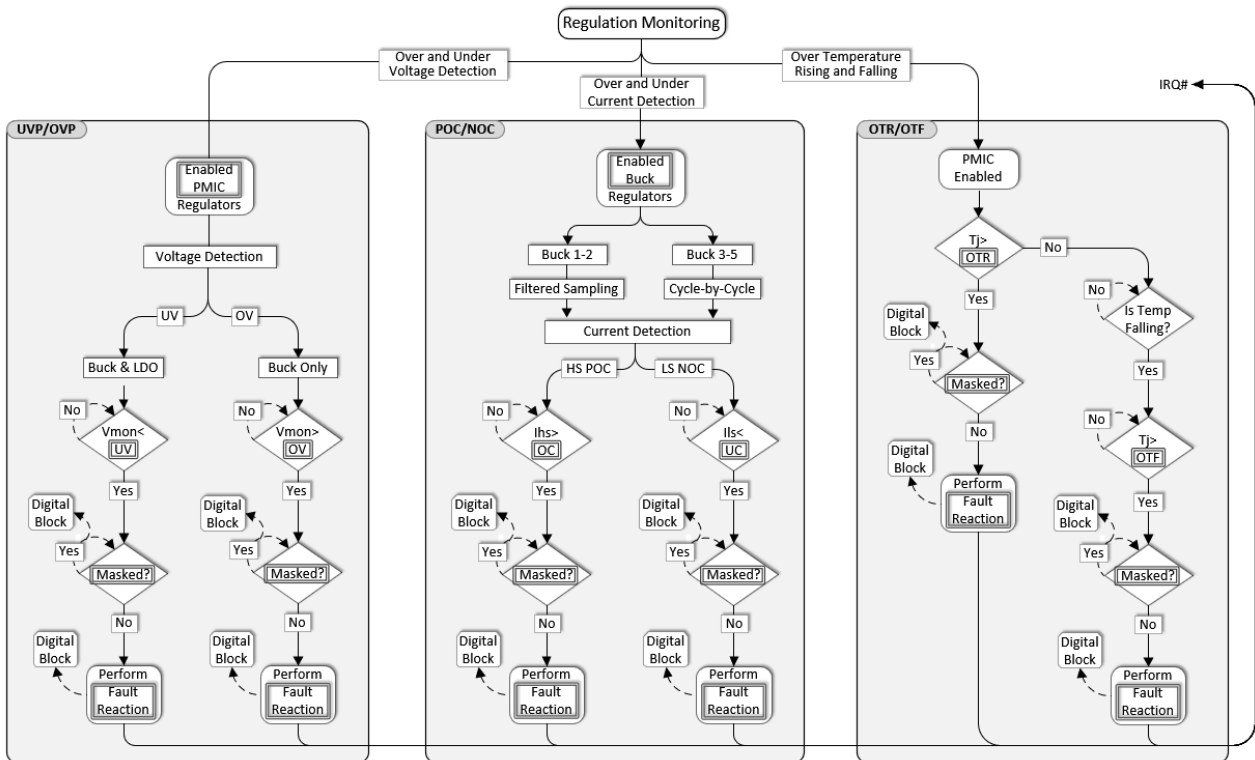 Regulation Monitoring
Over and Under
Voltage Detection
Over and Under
Current Detection
Over Temperature
Rising and Falling
IRQ#
UVP/OVP
Enabled
PMIC
Regulators
Voltage Detection
UV
OV
Buck & LDO
Buck Only
No
Vmon<
UV
No
Vmon>
OV
Yes
Yes
Digital
Block
Yes
Masked?
Digital
Block
Yes
Masked?
No
No
Digital
Block
Perform
Fault
Reaction
Digital
Block
Perform
Fault
Reaction
POC/NOC
Enabled
Buck
Regulators
Buck 1-2
Buck 3-5
Filtered Sampling
Cycle-by-Cycle
Current Detection
HS POC
LS NOC
No
Ihs>
OC
No
Ils<
UC
Yes
Yes
Digital
Block
Yes
Masked?
Digital
Block
Yes
Masked?
No
No
Digital
Block
Perform
Fault
Reaction
Digital
Block
Perform
Fault
Reaction
OTR/OTF
PMIC
Enabled
Tj>
OTR
No
Yes
Digital
Block
Yes
Masked?
No
Digital
Block
Perform
Fault
Reaction
No
Is Temp
Falling?
Yes
No
Tj>
OTF
Yes
Digital
Block
Yes
Masked?
No
Digital
Block
Perform
Fault
Reaction